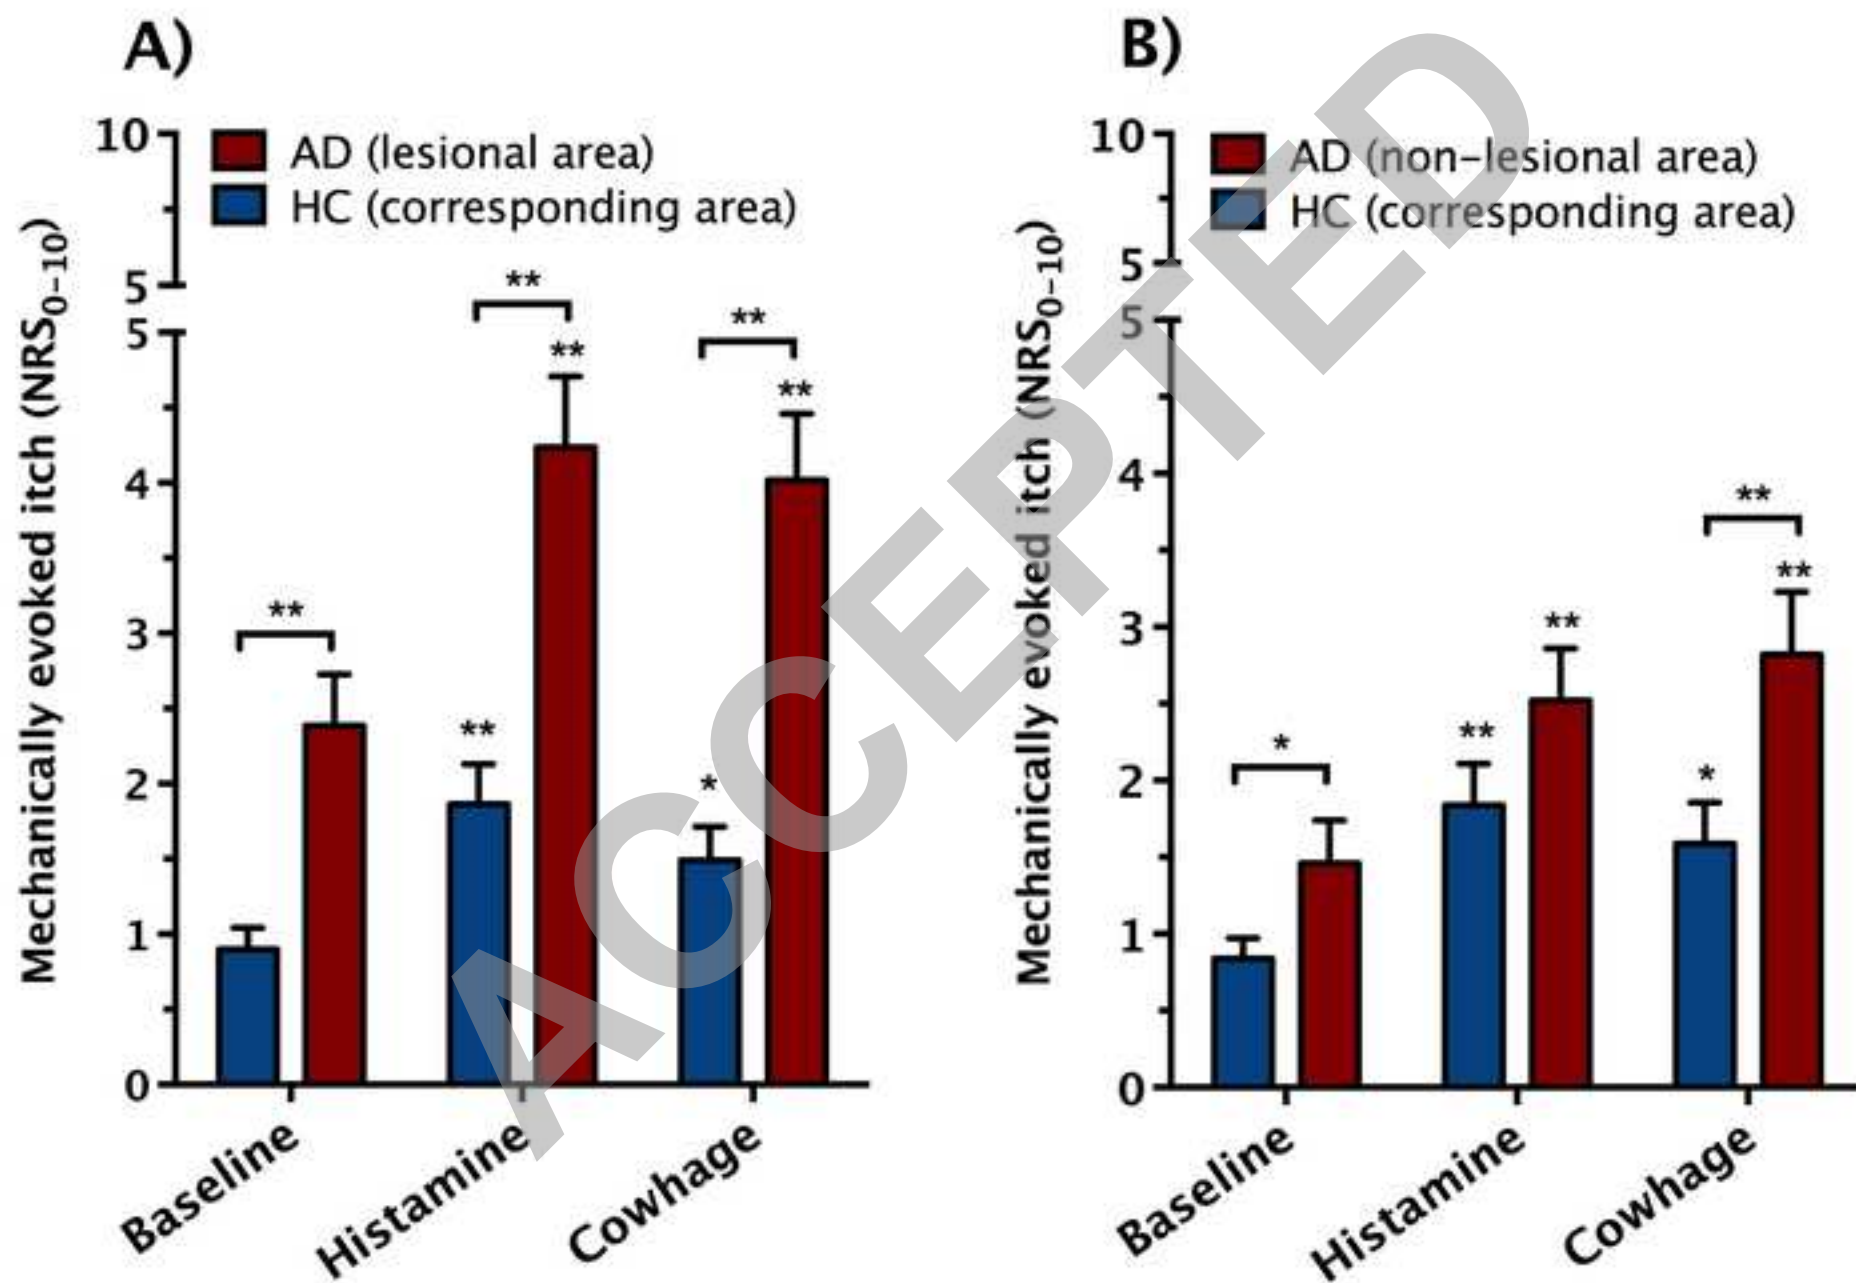 A)
AD (lesional area)
HC (corresponding area)
Mechanically evoked itch (NRS0-10)
10
5
5
4
3
2
1
0
**
**
**
**
**
**
*
Baseline
Histamine
Cowhage
B)
AD (non-lesional area)
HC (corresponding area)
Mechanically evoked itch (NRS0-10)
10
5
5
4
3
2
1
0
*
**
**
**
**
*
Baseline
Histamine
Cowhage
ACCEPTED